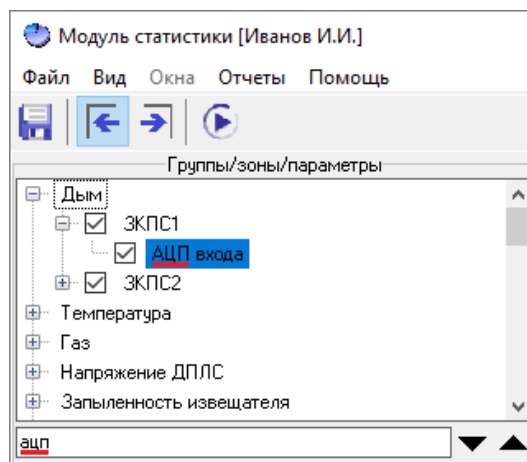 Модуль статистики [Иванов И.И.]
Файл Вид Окна Отчеты Помощь
Группы/зоны/параметры
Дым
ЗКПС1
АЦП входа
ЗКПС2
Температура
Газ
Напряжение ДПЛС
Запыленность извещателя
ацп